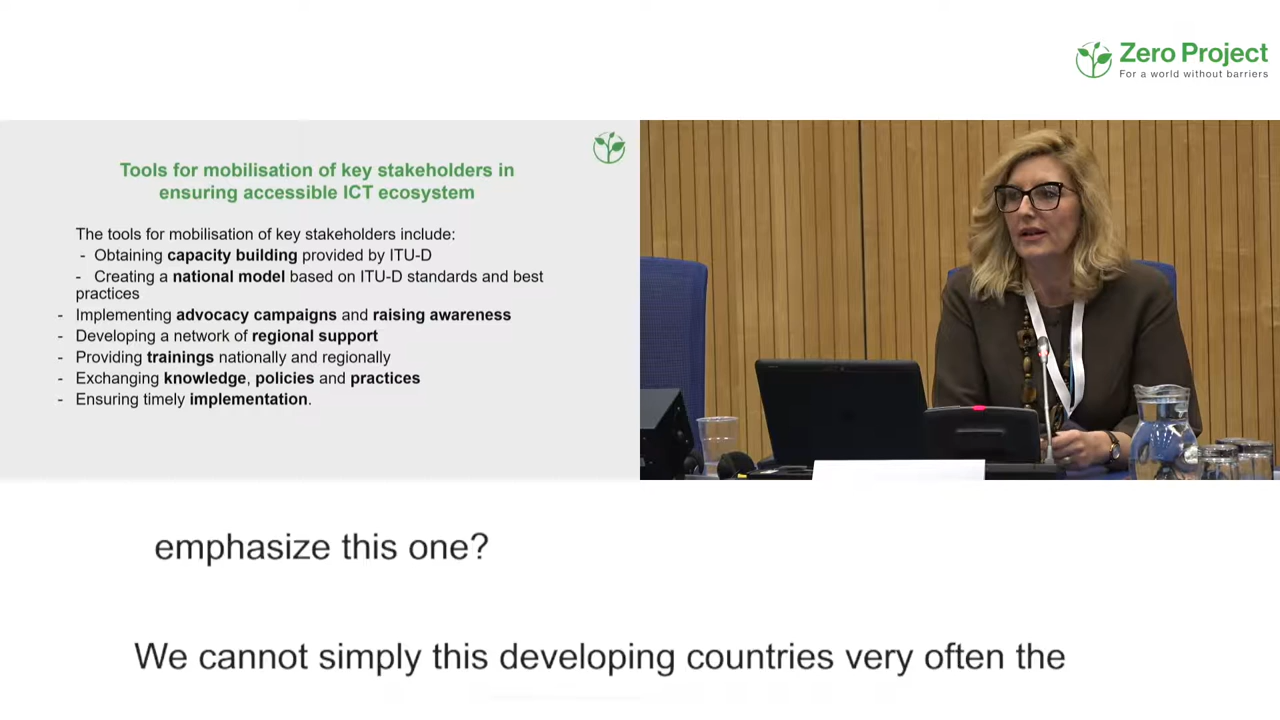 Zero Project
For a world without barriers
Tools for mobilisation of key stakeholders in
ensuring accessible ICT ecosystem
The tools for mobilisation of key stakeholders include:
- Obtaining capacity building provided by ITU-D
- Creating a national model based on ITU-D standards and best
practices
- Implementing advocacy campaigns and raising awareness
- Developing a network of regional support
- Providing trainings nationally and regionally
- Exchanging knowledge, policies and practices
- Ensuring timely implementation.
emphasize this one?
We cannot simply this developing countries very often the